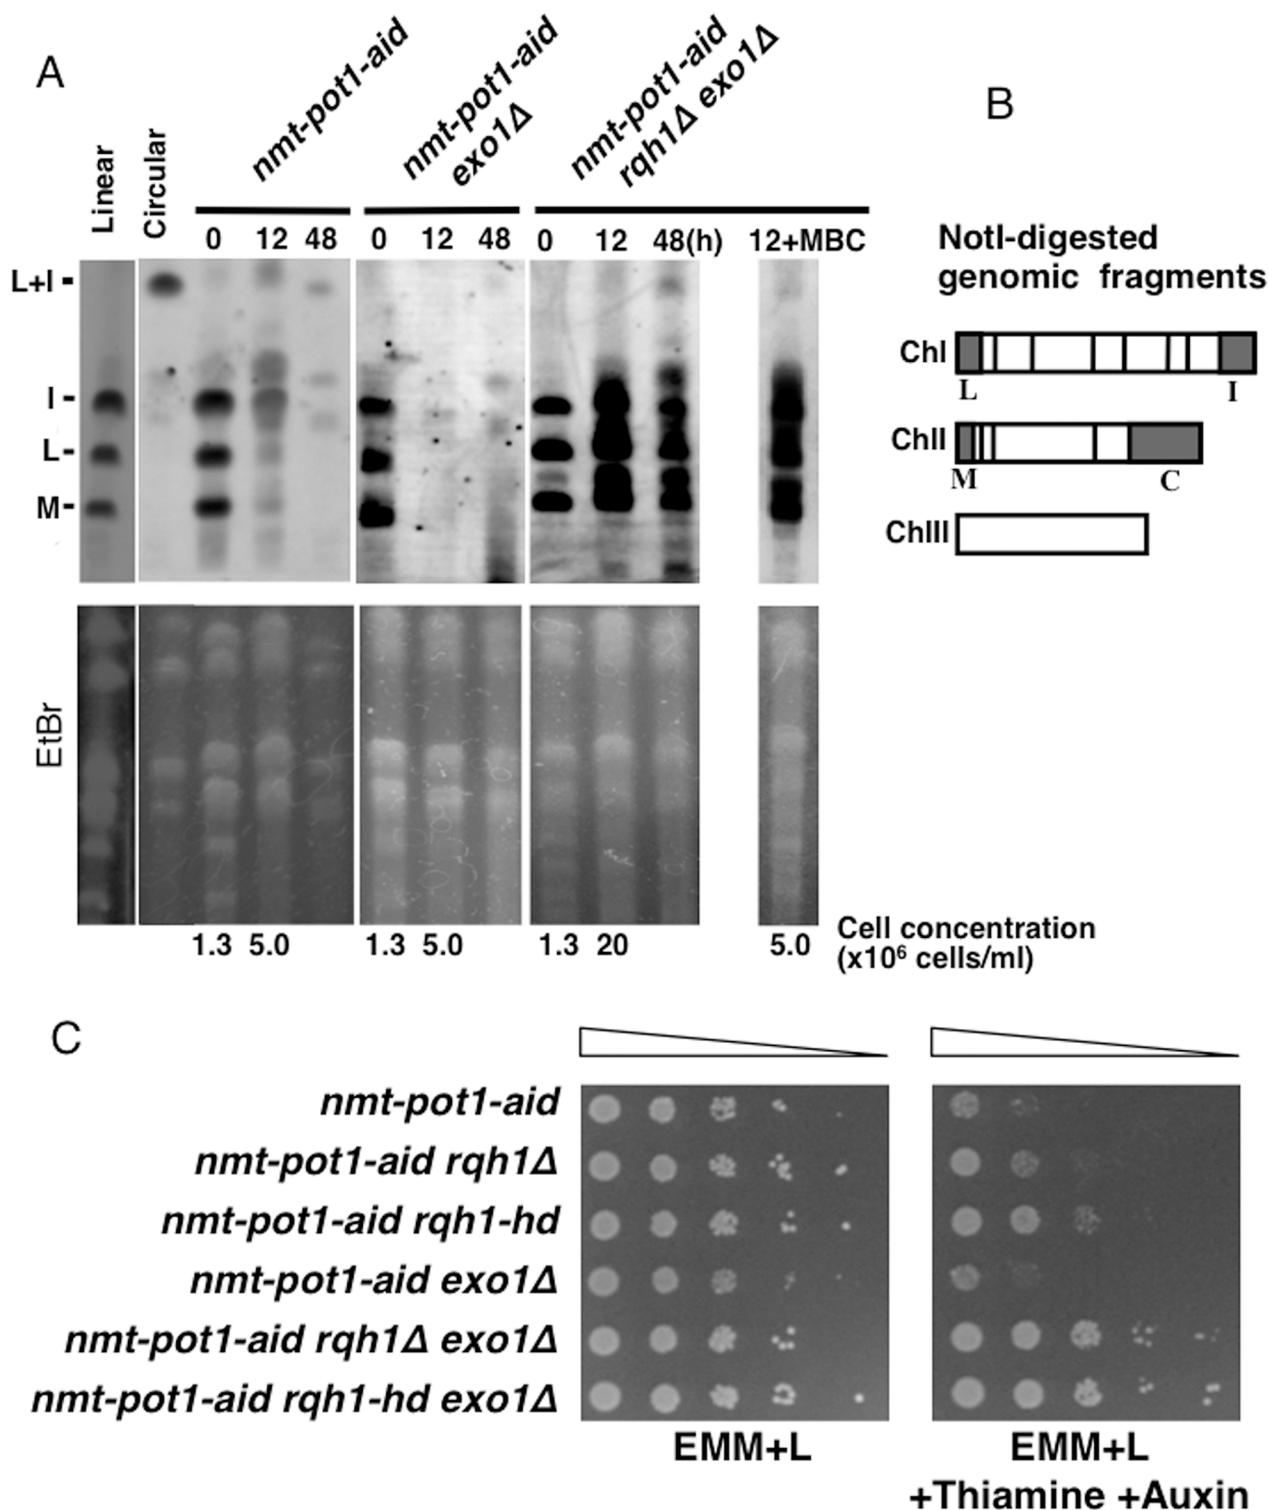 A
B
nmt-pot1-aid
nmt-pot1-aid
exo1Δ
nmt-pot1-aid
rqh1Δ exo1Δ
Linear
Circular
0 12 48
0 12 48
0 12 48(h) 12+MBC
L+I
I
L
M
NotI-digested
genomic fragments
ChI
L I
ChII
M C
ChIII
EtBr
1.3 5.0 1.3 5.0 1.3 20 5.0
Cell concentration
(x10⁶ cells/ml)
C
nmt-pot1-aid
nmt-pot1-aid rqh1Δ
nmt-pot1-aid rqh1-hd
nmt-pot1-aid exo1Δ
nmt-pot1-aid rqh1Δ exo1Δ
nmt-pot1-aid rqh1-hd exo1Δ
EMM+L
EMM+L
+Thiamine +Auxin